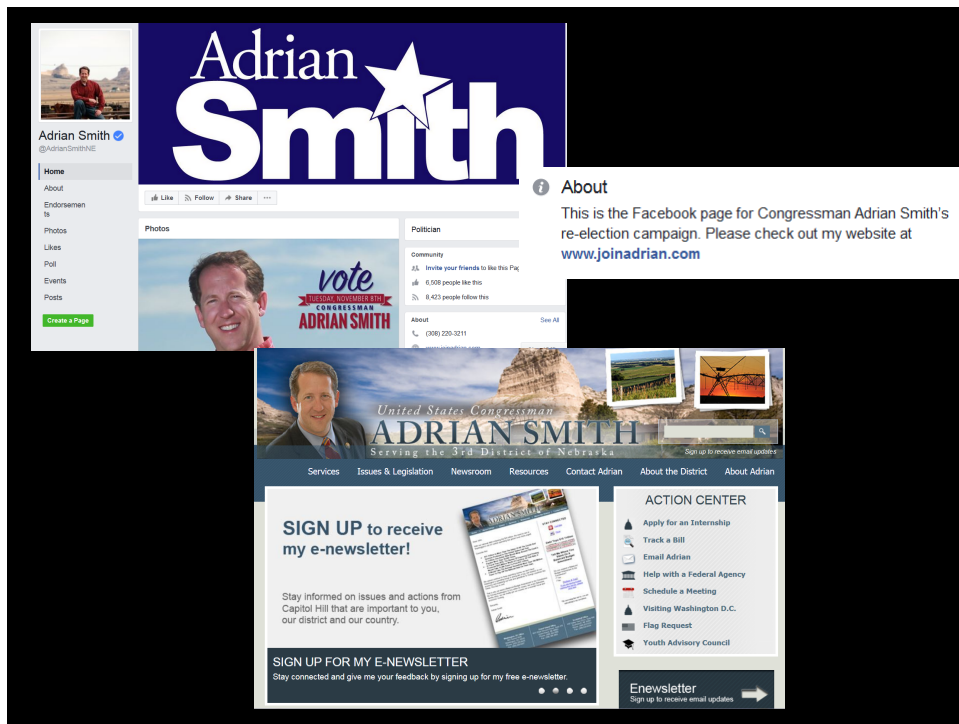 Adrian
Smith
Adrian Smith
@AdrianSmithNE
Home
About
Endorsemen
ts
Photos
Likes
Poll
Events
Posts
Create a Page
Like Follow Share ...
Photos
vote
TUESDAY, NOVEMBER 8TH
CONGRESSMAN
ADRIAN SMITH
Politician
Community
Invite your friends to like this Pag
6,508 people like this
8,423 people follow this
About See All
(308) 220-3211
www.joinadrian.com
About
This is the Facebook page for Congressman Adrian Smith's
re-election campaign. Please check out my website at
www.joinadrian.com
United States Congressman
ADRIAN SMITH
Serving the 3rd District of Nebraska
Sign up to receive email updates
Services Issues & Legislation Newsroom Resources Contact Adrian About the District About Adrian
SIGN UP to receive
my e-newsletter!
Stay informed on issues and actions from
Capitol Hill that are important to you,
our district and our country.
ADRIAN SMITH
SIGN UP FOR MY E-NEWSLETTER
Stay connected and give me your feedback by signing up for my free e-newsletter.
ACTION CENTER
Apply for an Internship
Track a Bill
Email Adrian
Help with a Federal Agency
Schedule a Meeting
Visiting Washington D.C.
Flag Request
Youth Advisory Council
Enewsletter
Sign up to receive email updates